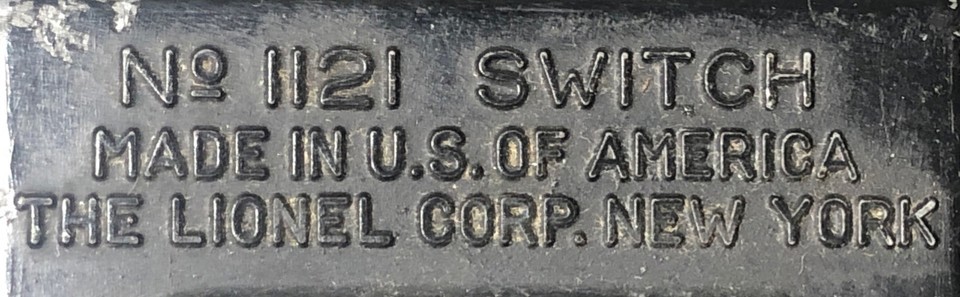 Nº 1121 SWITCH
MADE IN U.S. OF AMERICA
THE LIONEL CORP. NEW YORK